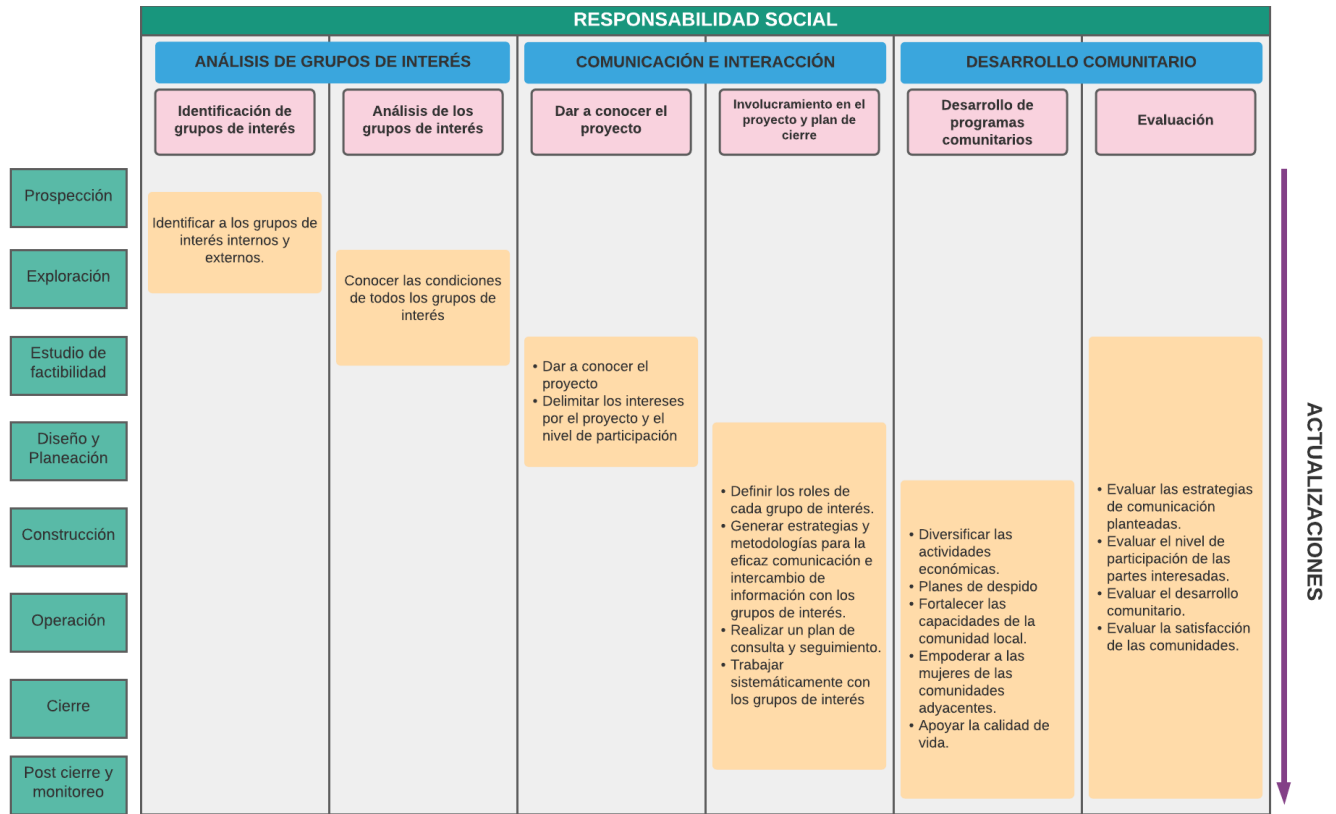 RESPONSABILIDAD SOCIAL
ANÁLISIS DE GRUPOS DE INTERÉS
COMUNICACIÓN E INTERACCIÓN
DESARROLLO COMUNITARIO
Identificación de
grupos de interés
Análisis de los
grupos de interés
Dar a conocer el
proyecto
Involucramiento en el
proyecto y plan de
cierre
Desarrollo de
programas
comunitarios
Evaluación
Prospección
Exploración
Estudio de
factibilidad
Diseño y
Planeación
Construcción
Operación
Cierre
Post cierre y
monitoreo
Identificar a los grupos de
interés internos y
externos.
Conocer las condiciones
de todos los grupos de
interés
• Dar a conocer el
proyecto
• Delimitar los intereses
por el proyecto y el
nivel de participación
• Definir los roles de
cada grupo de interés.
• Generar estrategias y
metodologías para la
eficaz comunicación e
intercambio de
información con los
grupos de interés.
• Realizar un plan de
consulta y seguimiento.
• Trabajar
sistemáticamente con
los grupos de interés
• Diversificar las
actividades
económicas.
• Planes de despido
• Fortalecer las
capacidades de la
comunidad local.
• Empoderar a las
mujeres de las
comunidades
adyacentes.
• Apoyar la calidad de
vida.
• Evaluar las estrategias
de comunicación
planteadas.
• Evaluar el nivel de
participación de las
partes interesadas.
• Evaluar el desarrollo
comunitario.
• Evaluar la satisfacción
de las comunidades.
ACTUALIZACIONES